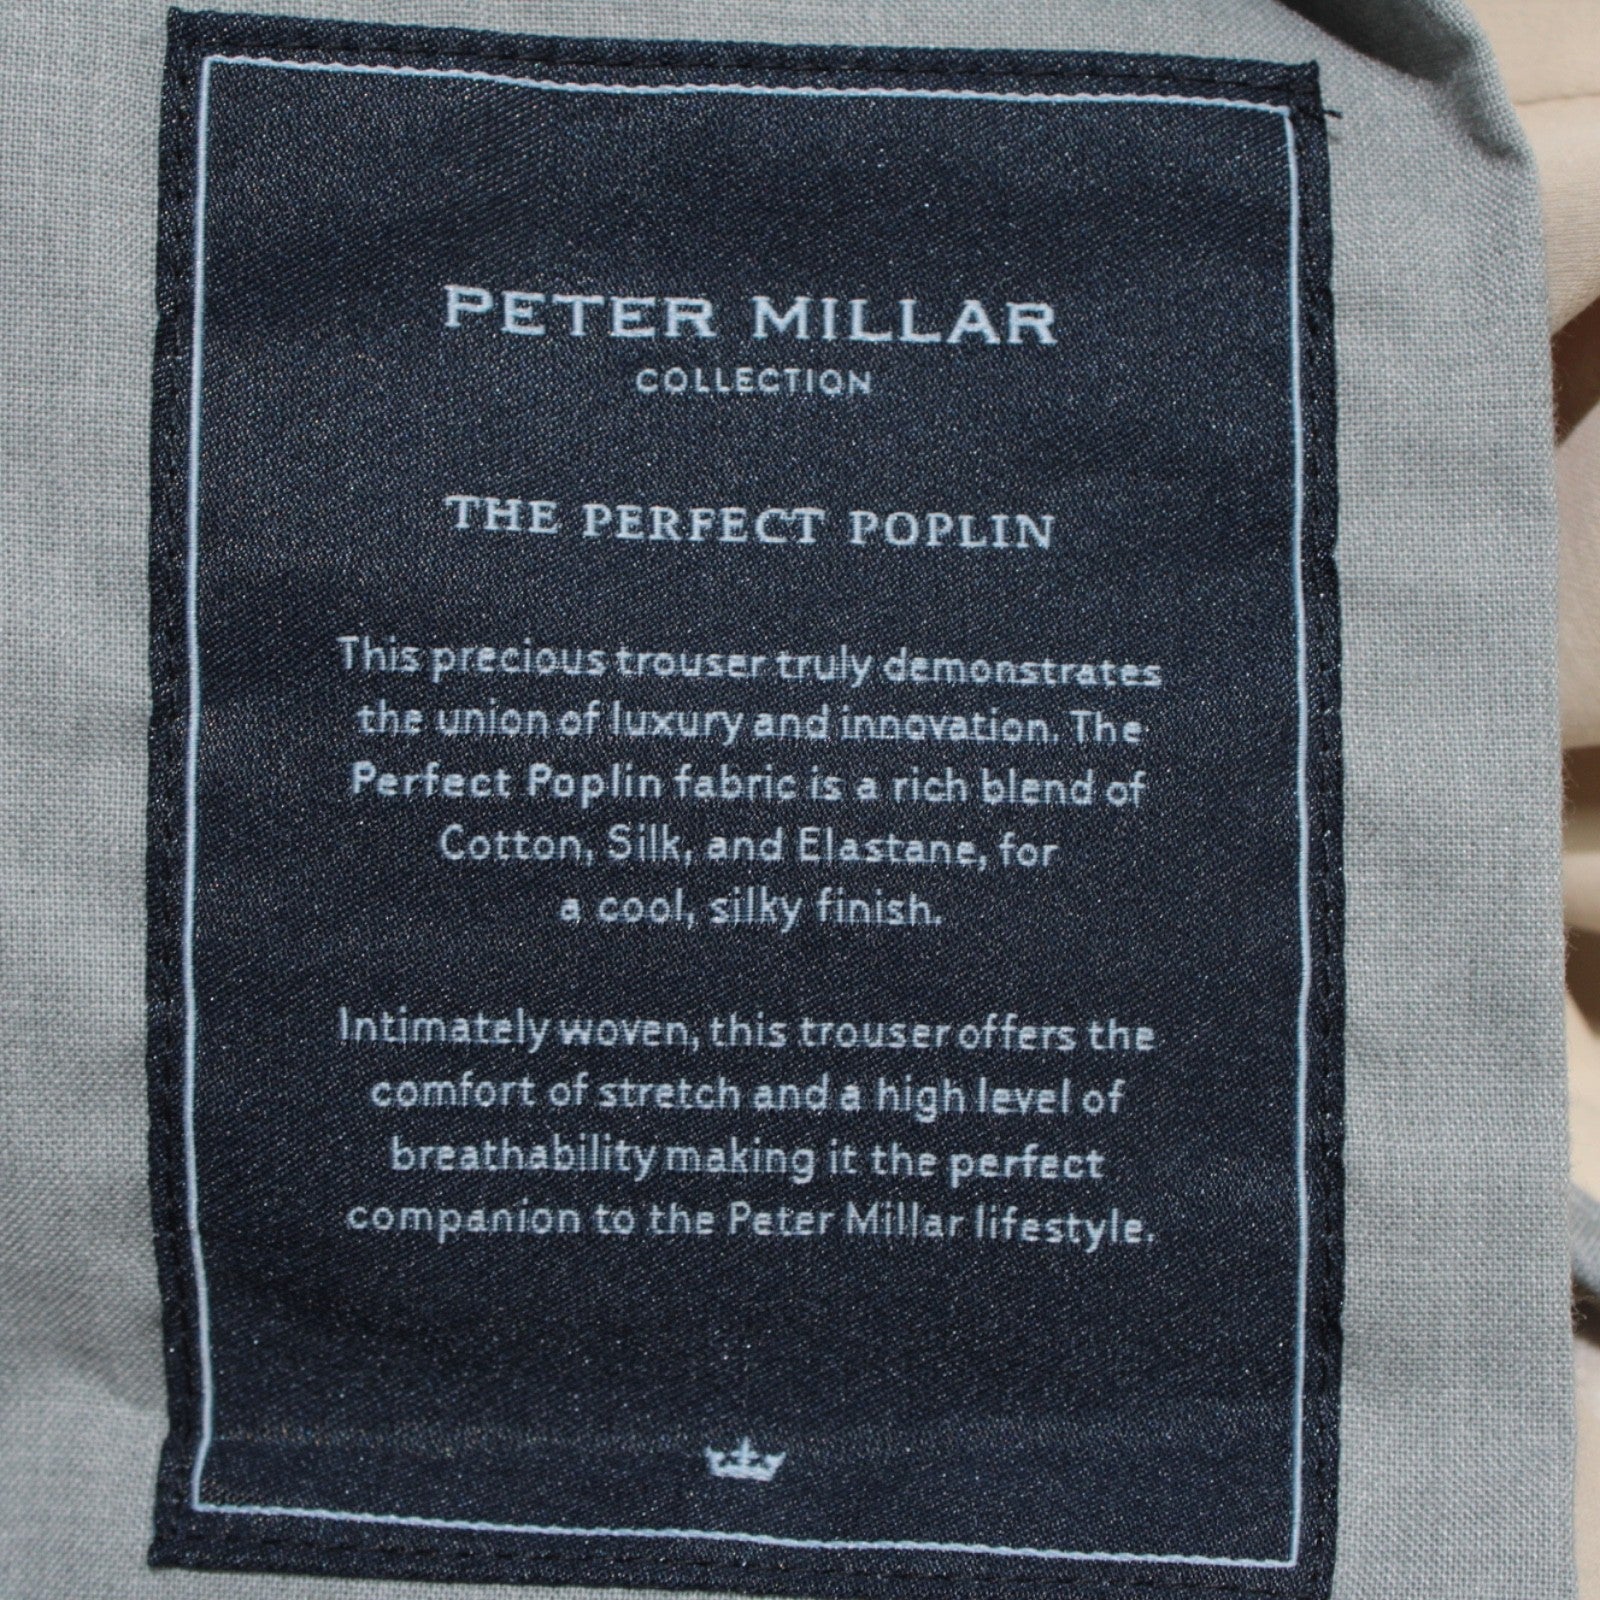 PETER MILLAR
COLLECTION
THE PERFECT POPLIN
This precious trouser truly demonstrates
the union of luxury and innovation. The
Perfect Poplin fabric is a rich blend of
Cotton, Silk, and Elastane, for
a cool, silky finish.
Intimately woven, this trouser offers the
comfort of stretch and a high level of
breathability making it the perfect
companion to the Peter Millar lifestyle.